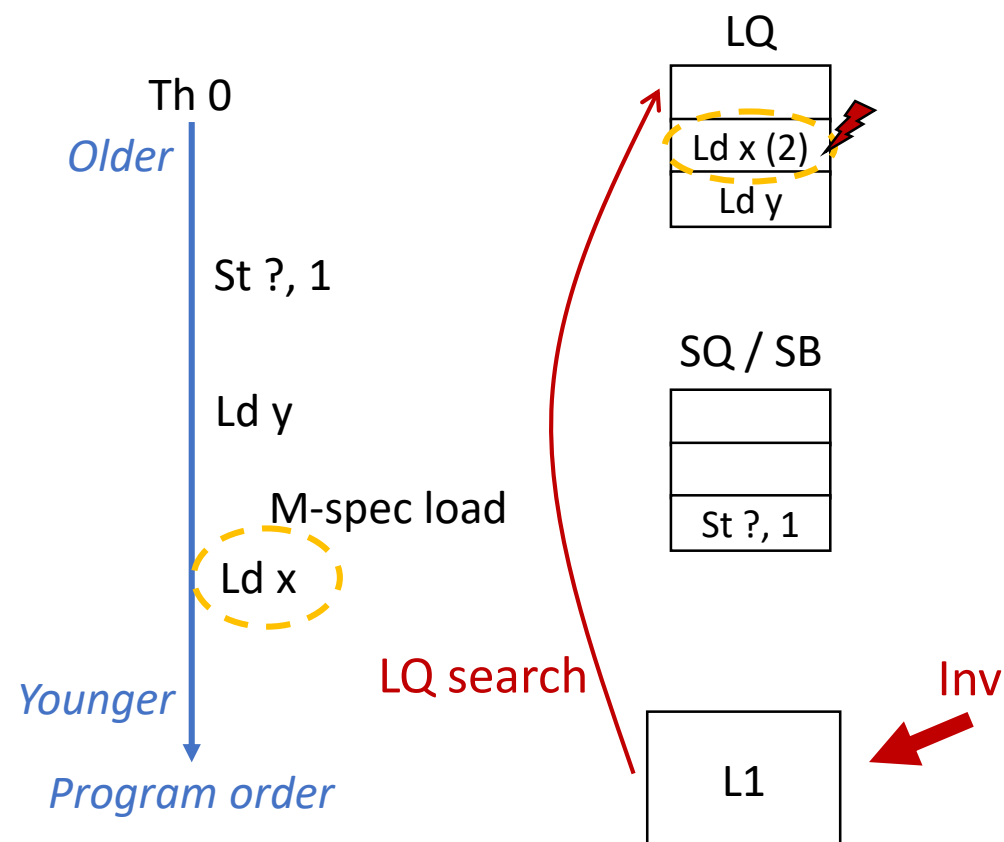 LQ
Th 0
Older
Ld x (2)
Ld y
St ?, 1
SQ / SB
Ld y
M-spec load
St ?, 1
Ld x
LQ search
Inv
Younger
L1
Program order